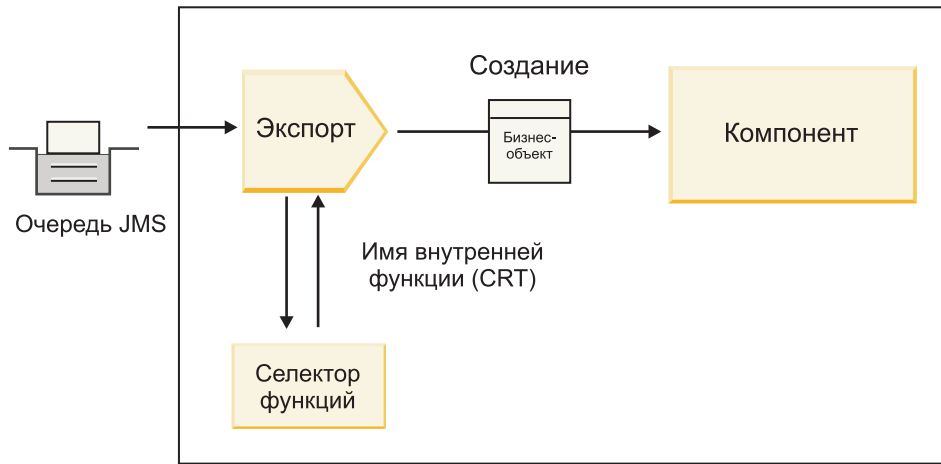 Создание
Экспорт
Бизнес-
объект
Компонент
Очередь JMS
Имя внутренней
функции (CRT)
Селектор
функций